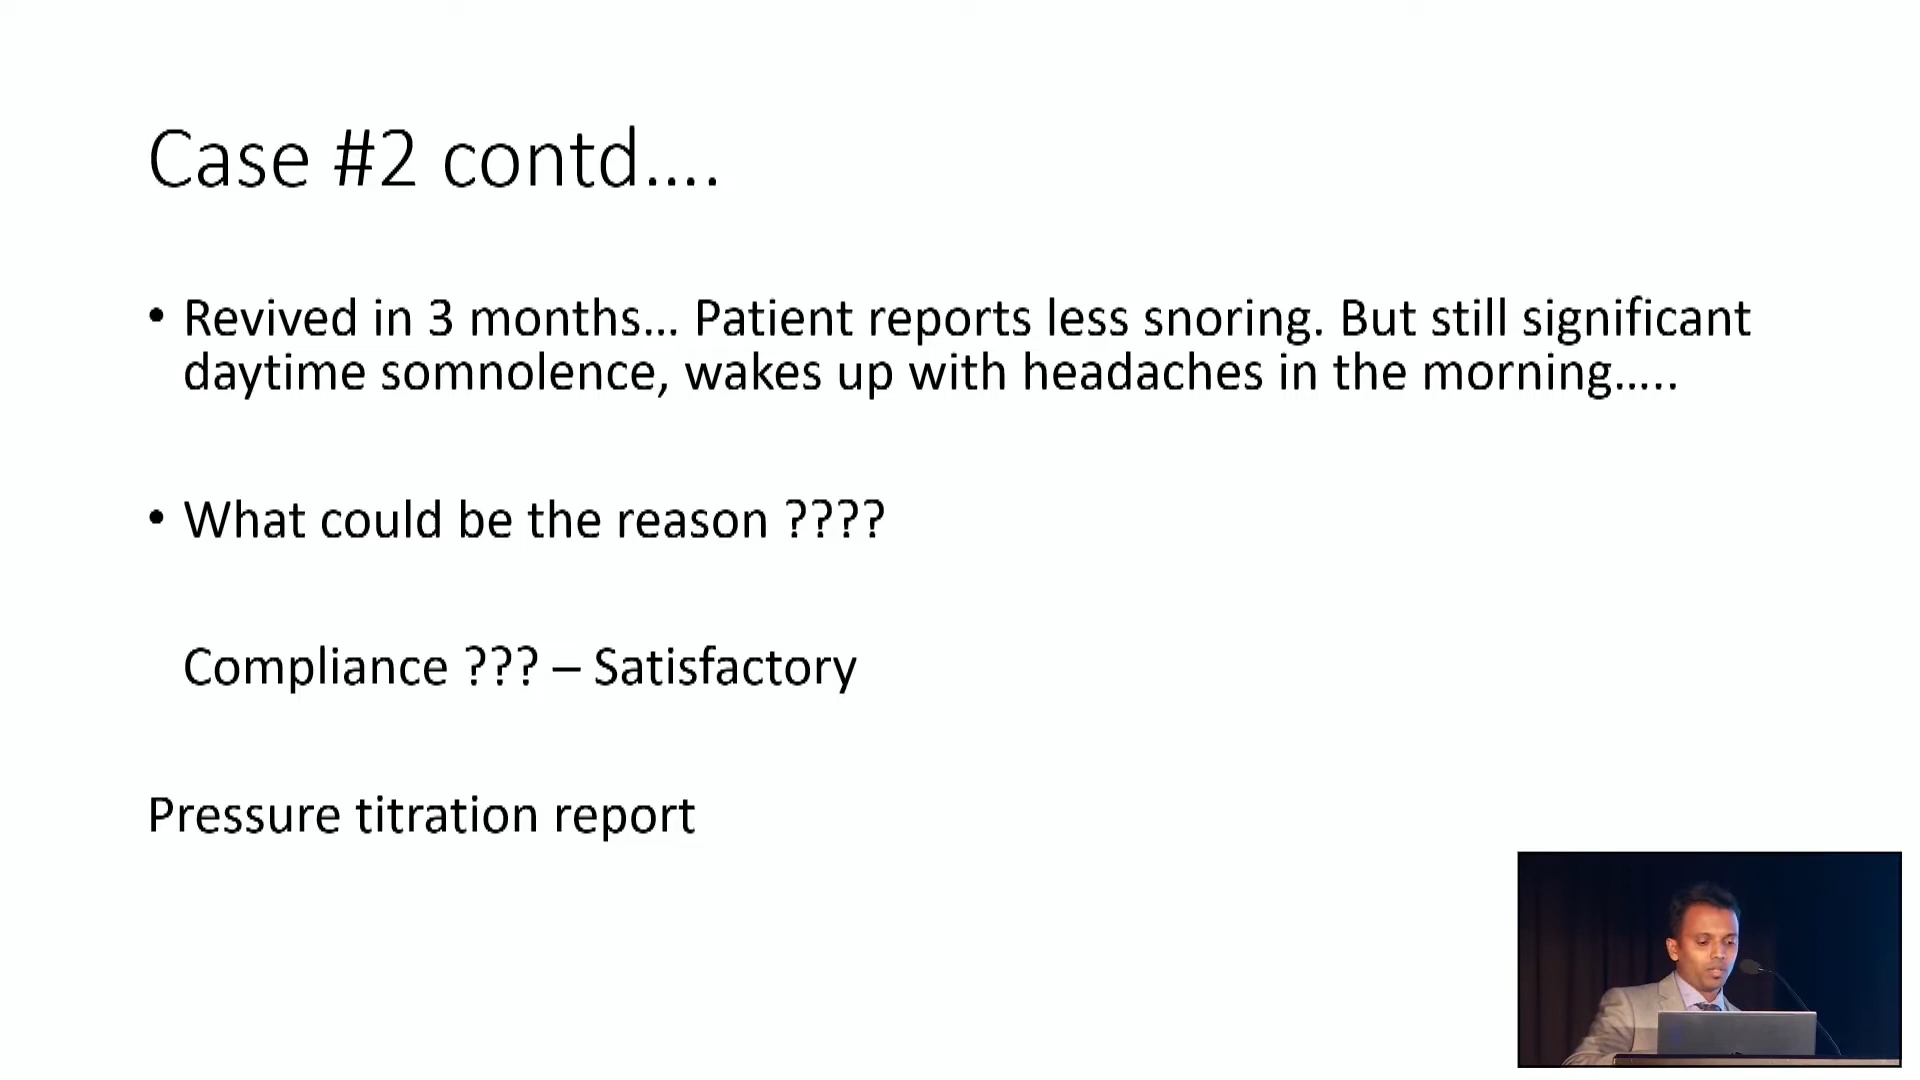 Case #2 contd....
• Revived in 3 months... Patient reports less snoring. But still significant
daytime somnolence, wakes up with headaches in the morning.....
• What could be the reason ????
Compliance ??? – Satisfactory
Pressure titration report